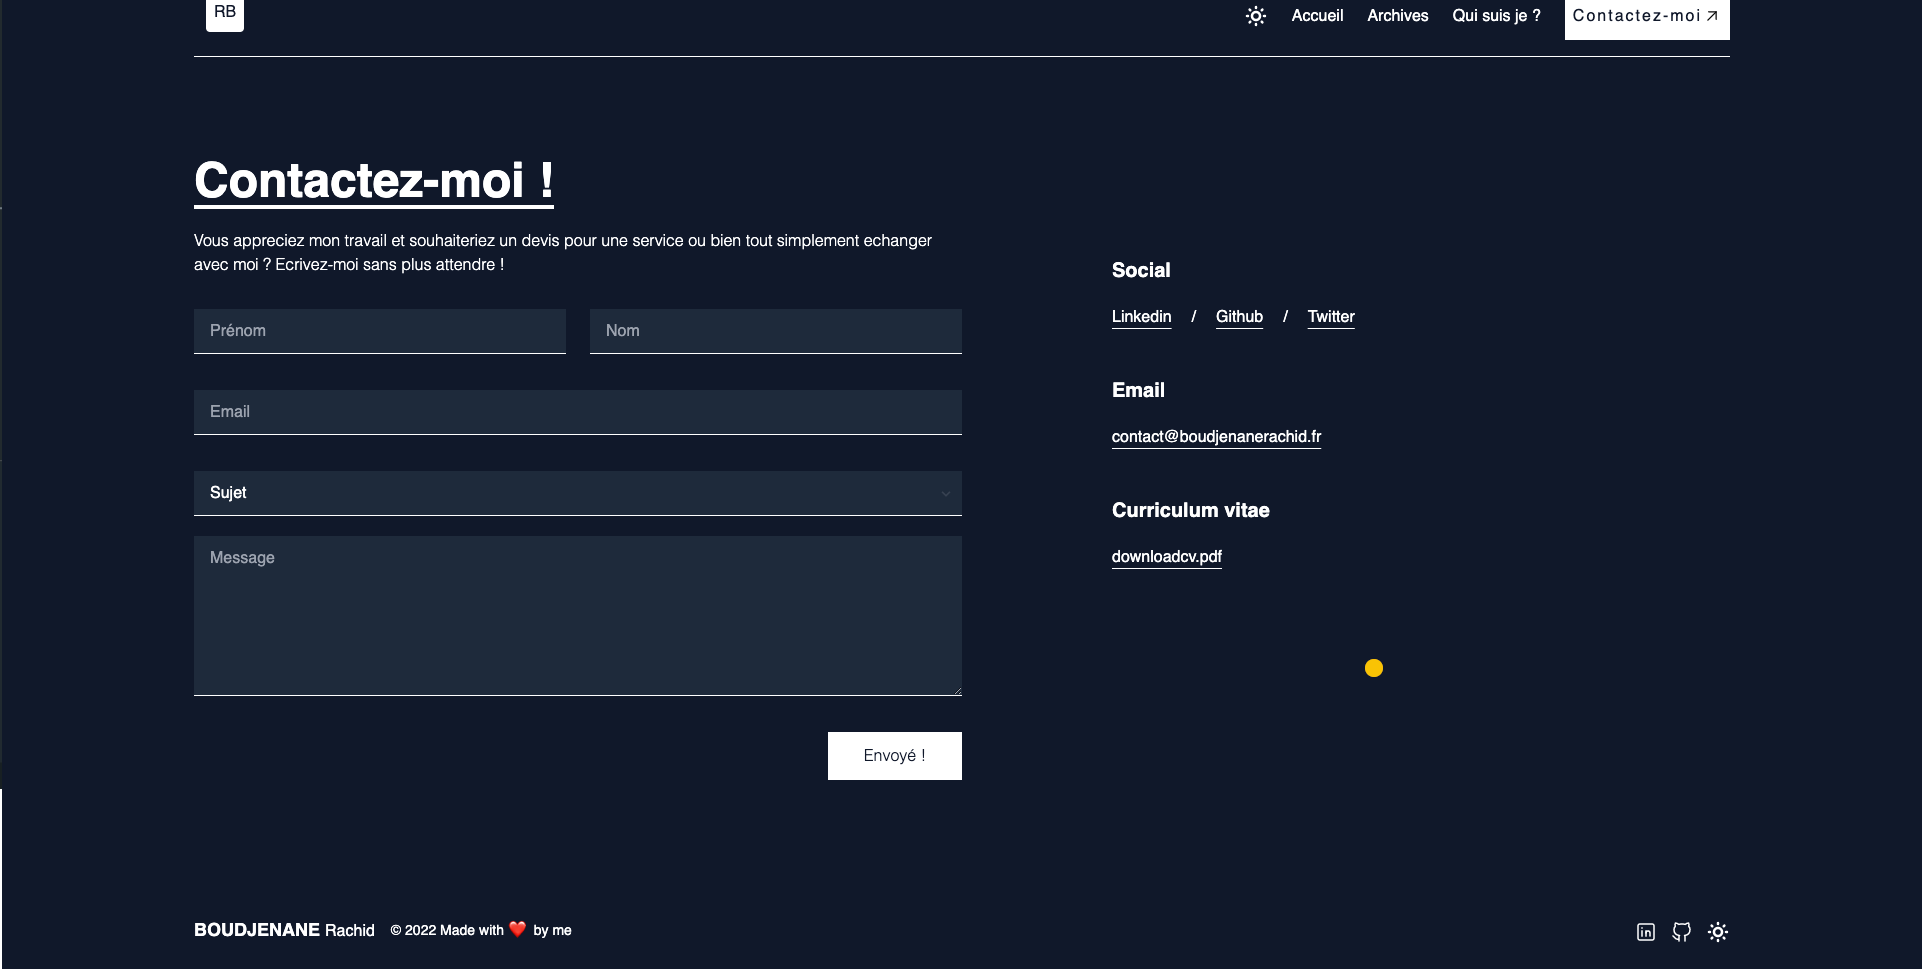 RB
Accueil
Archives
Qui suis je ?
Contactez-moi
Contactez-moi !
Vous appreciez mon travail et souhaiteriez un devis pour une service ou bien tout simplement echanger
avec moi ? Ecrivez-moi sans plus attendre !
Prénom
Nom
Email
Sujet
Message
Envoyé !
Social
Linkedin / Github / Twitter
Email
contact@boudjenanerachid.fr
Curriculum vitae
downloadcv.pdf
BOUDJENANE Rachid © 2022 Made with ❤️ by me